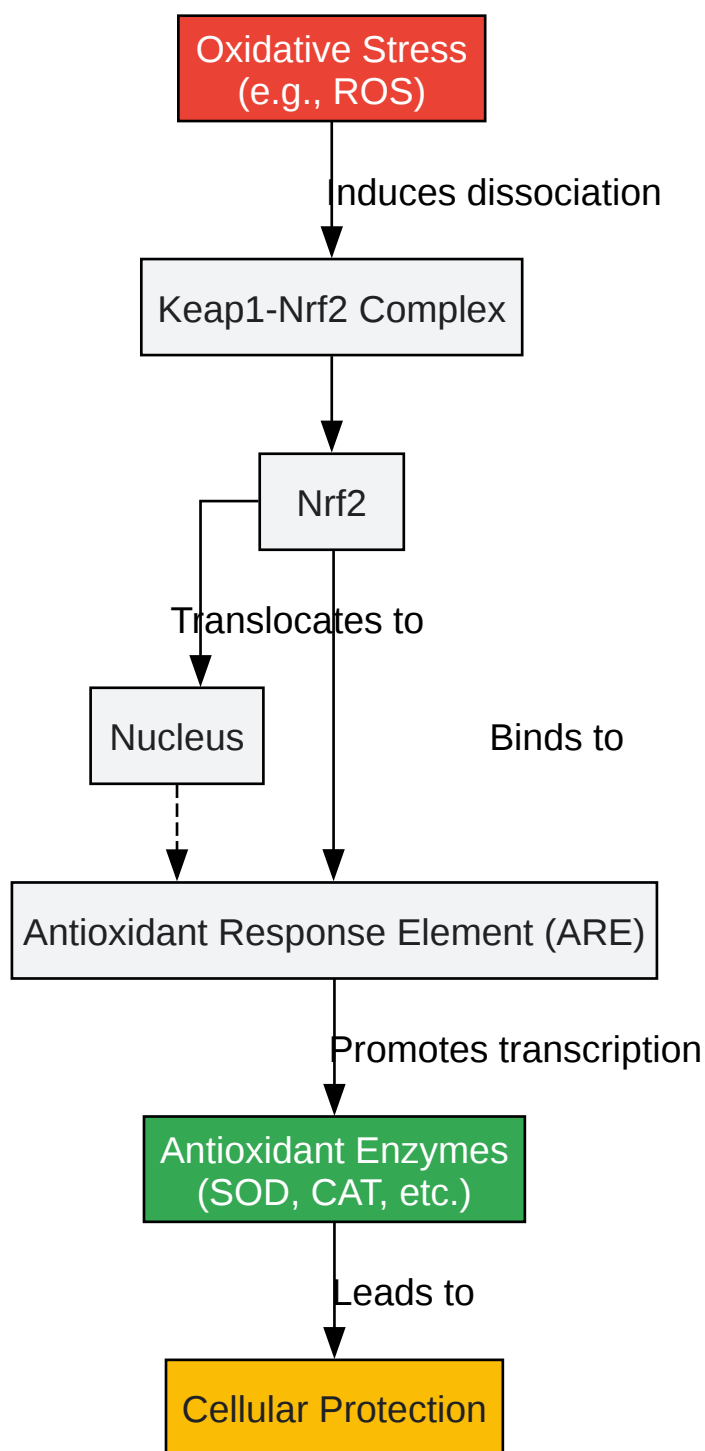 Oxidative Stress
(e.g., ROS)
Induces dissociation
Keap1-Nrf2 Complex
Nrf2
Translocates to
Nucleus
Binds to
Antioxidant Response Element (ARE)
Promotes transcription
Antioxidant Enzymes
(SOD, CAT, etc.)
Leads to
Cellular Protection